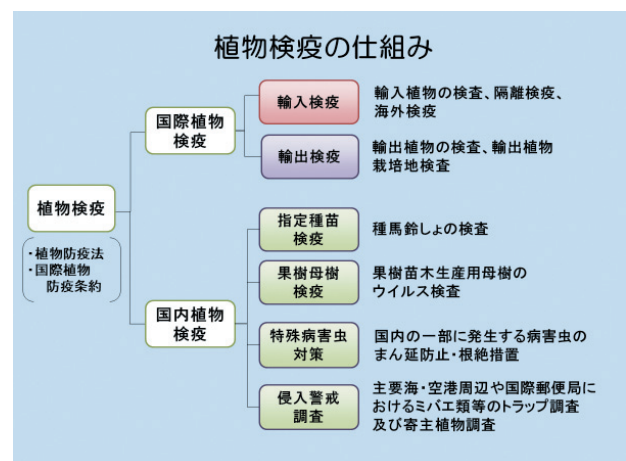 植物検疫の仕組み
植物検疫
・植物防疫法
・国際植物
防疫条約
国際植物
検疫
輸入検疫
輸入植物の検査、隔離検疫、
海外検疫
輸出検疫
輸出植物の検査、輸出植物
栽培地検査
国内植物
検疫
指定種苗
検疫
種馬鈴しょの検査
果樹母樹
検疫
果樹苗木生産用母樹の
ウイルス検査
特殊病害虫
対策
国内の一部に発生する病害虫の
まん延防止・根絶措置
侵入警戒
調査
主要海・空港周辺や国際郵便局に
おけるミバエ類等のトラップ調査
及び寄主植物調査